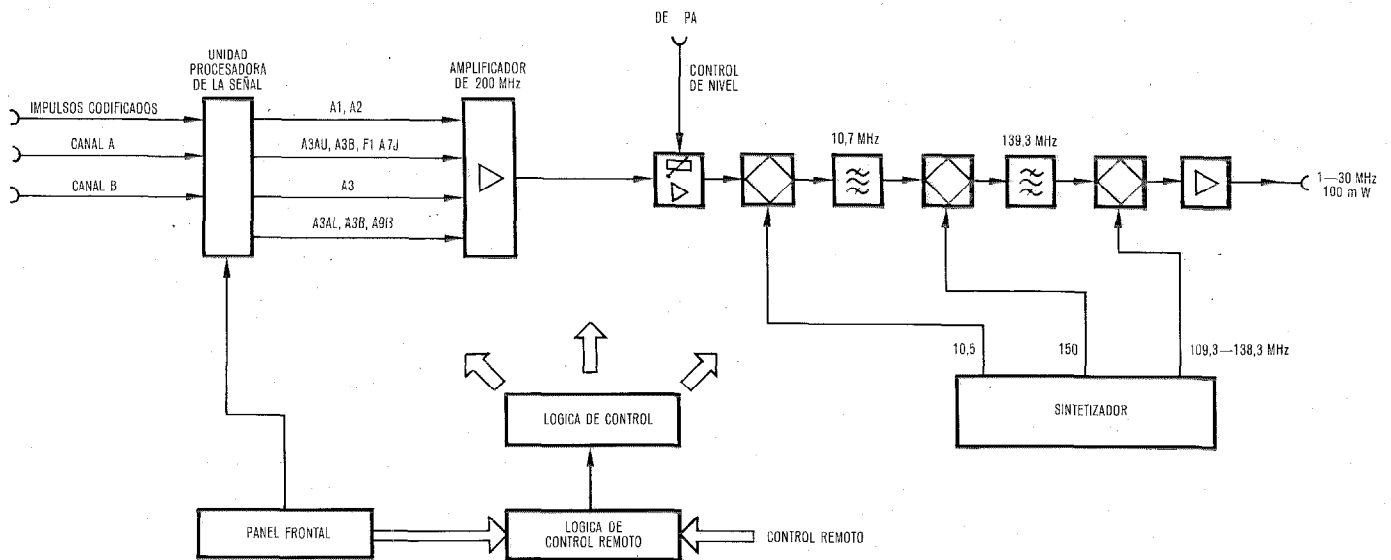 DE PA
UNIDAD
PROCESADORA
DE LA SEÑAL
AMPLIFICADOR
DE 200 MHz
CONTROL
DE NIVEL
IMPULSOS CODIFICADOS
A1, A2
CANAL A
A3AU, A3B, F1 A7J
10,7 MHz
139,3 MHz
CANAL B
A3
1—30 MHz
100 m W
A3AL, A3B, A9B
10,5
150
109,3—138,3 MHz
LOGICA DE CONTROL
SINTETIZADOR
PANEL FRONTAL
LOGICA DE
CONTROL REMOTO
CONTROL REMOTO